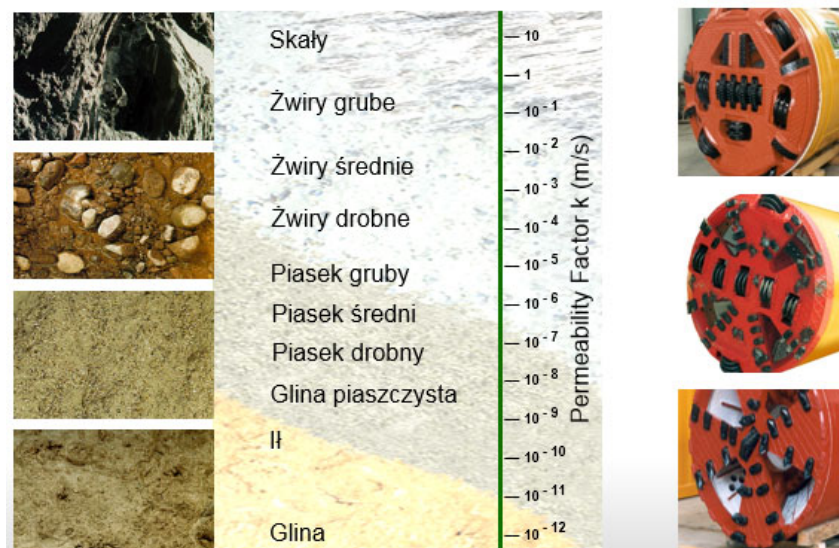 Skały
10
1
Żwiry grube
10 -1
10 -2
Żwiry średnie
10 -3
Żwiry drobne
10 -4
Piasek gruby
10 -5
Piasek średni
10 -6
Piasek drobny
10 -7
10 -8
Glina piaszczysta
10 -9
Ił
10 -10
10 -11
Glina
10 -12
Permeability Factor k (m/s)